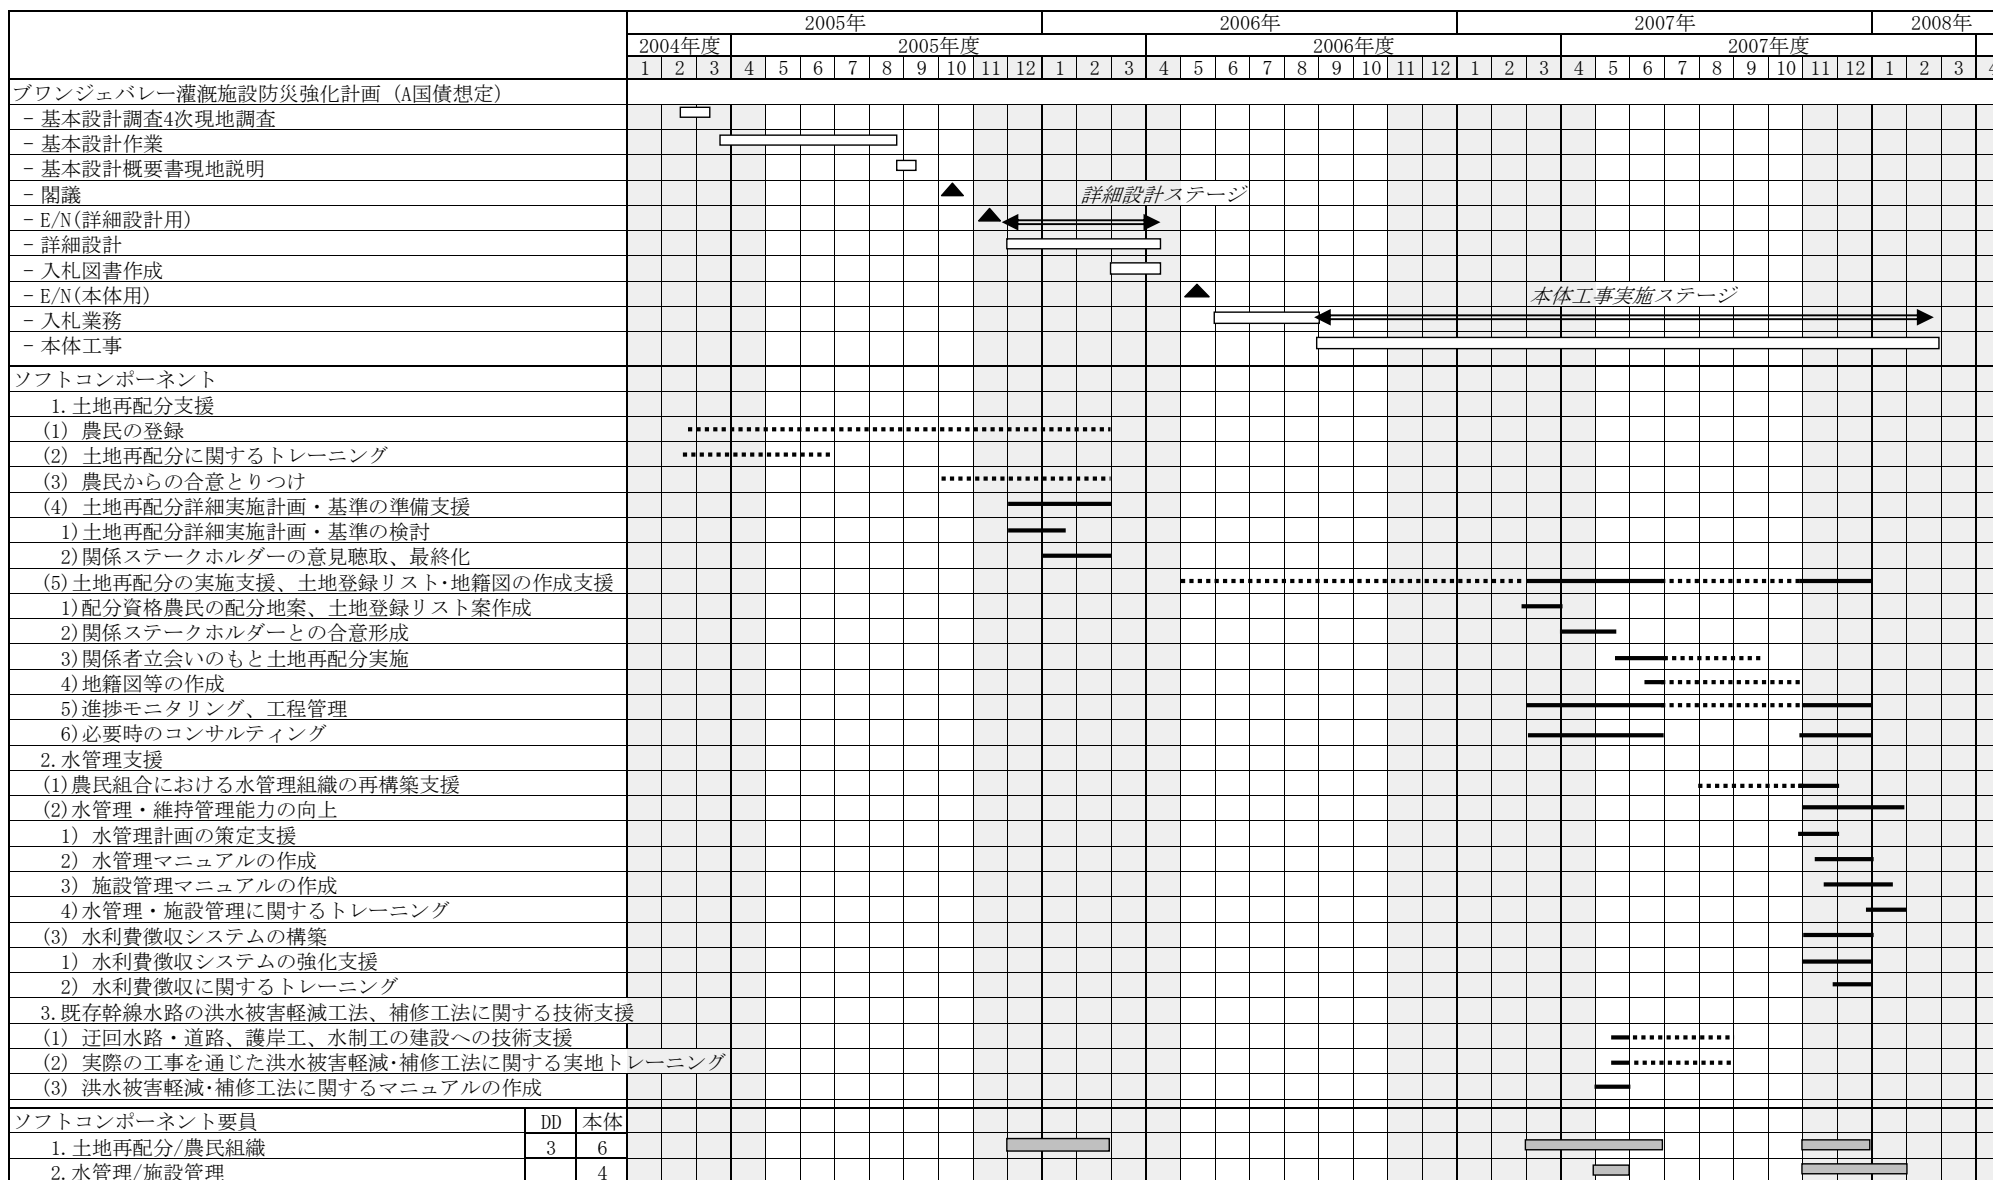 2005年 2006年 2007年 2008年
2004年度 2005年度 2006年度 2007年度
1 2 3 4 5 6 7 8 9 10 11 12 1 2 3 4 5 6 7 8 9 10 11 12 1 2 3 4 5 6 7 8 9 10 11 12 1 2 3 4
ブワンジェバレー灌漑施設防災強化計画 (A国債想定)
- 基本設計調査4次現地調査
- 基本設計作業
- 基本設計概要書現地説明
- 閣議 詳細設計ステージ
- E/N(詳細設計用)
- 詳細設計
- 入札図書作成
- E/N(本体用) 本体工事実施ステージ
- 入札業務
- 本体工事
ソフトコンポーネント
1.土地再配分支援
(1) 農民の登録
(2) 土地再配分に関するトレーニング
(3) 農民からの合意とりつけ
(4) 土地再配分詳細実施計画・基準の準備支援
1)土地再配分詳細実施計画・基準の検討
2)関係ステークホルダーの意見聴取、最終化
(5)土地再配分の実施支援、土地登録リスト･地籍図の作成支援
1)配分資格農民の配分地案、土地登録リスト案作成
2)関係ステークホルダーとの合意形成
3)関係者立会いのもと土地再配分実施
4)地籍図等の作成
5)進捗モニタリング、工程管理
6)必要時のコンサルティング
2.水管理支援
(1)農民組合における水管理組織の再構築支援
(2)水管理・維持管理能力の向上
1) 水管理計画の策定支援
2) 水管理マニュアルの作成
3) 施設管理マニュアルの作成
4)水管理・施設管理に関するトレーニング
(3) 水利費徴収システムの構築
1) 水利費徴収システムの強化支援
2) 水利費徴収に関するトレーニング
3.既存幹線水路の洪水被害軽減工法、補修工法に関する技術支援
(1) 迂回水路・道路、護岸工、水制工の建設への技術支援
(2) 実際の工事を通じた洪水被害軽減･補修工法に関する実地トレーニング
(3) 洪水被害軽減･補修工法に関するマニュアルの作成
ソフトコンポーネント要員 DD 本体
1.土地再配分/農民組織 3 6
2.水管理/施設管理 4